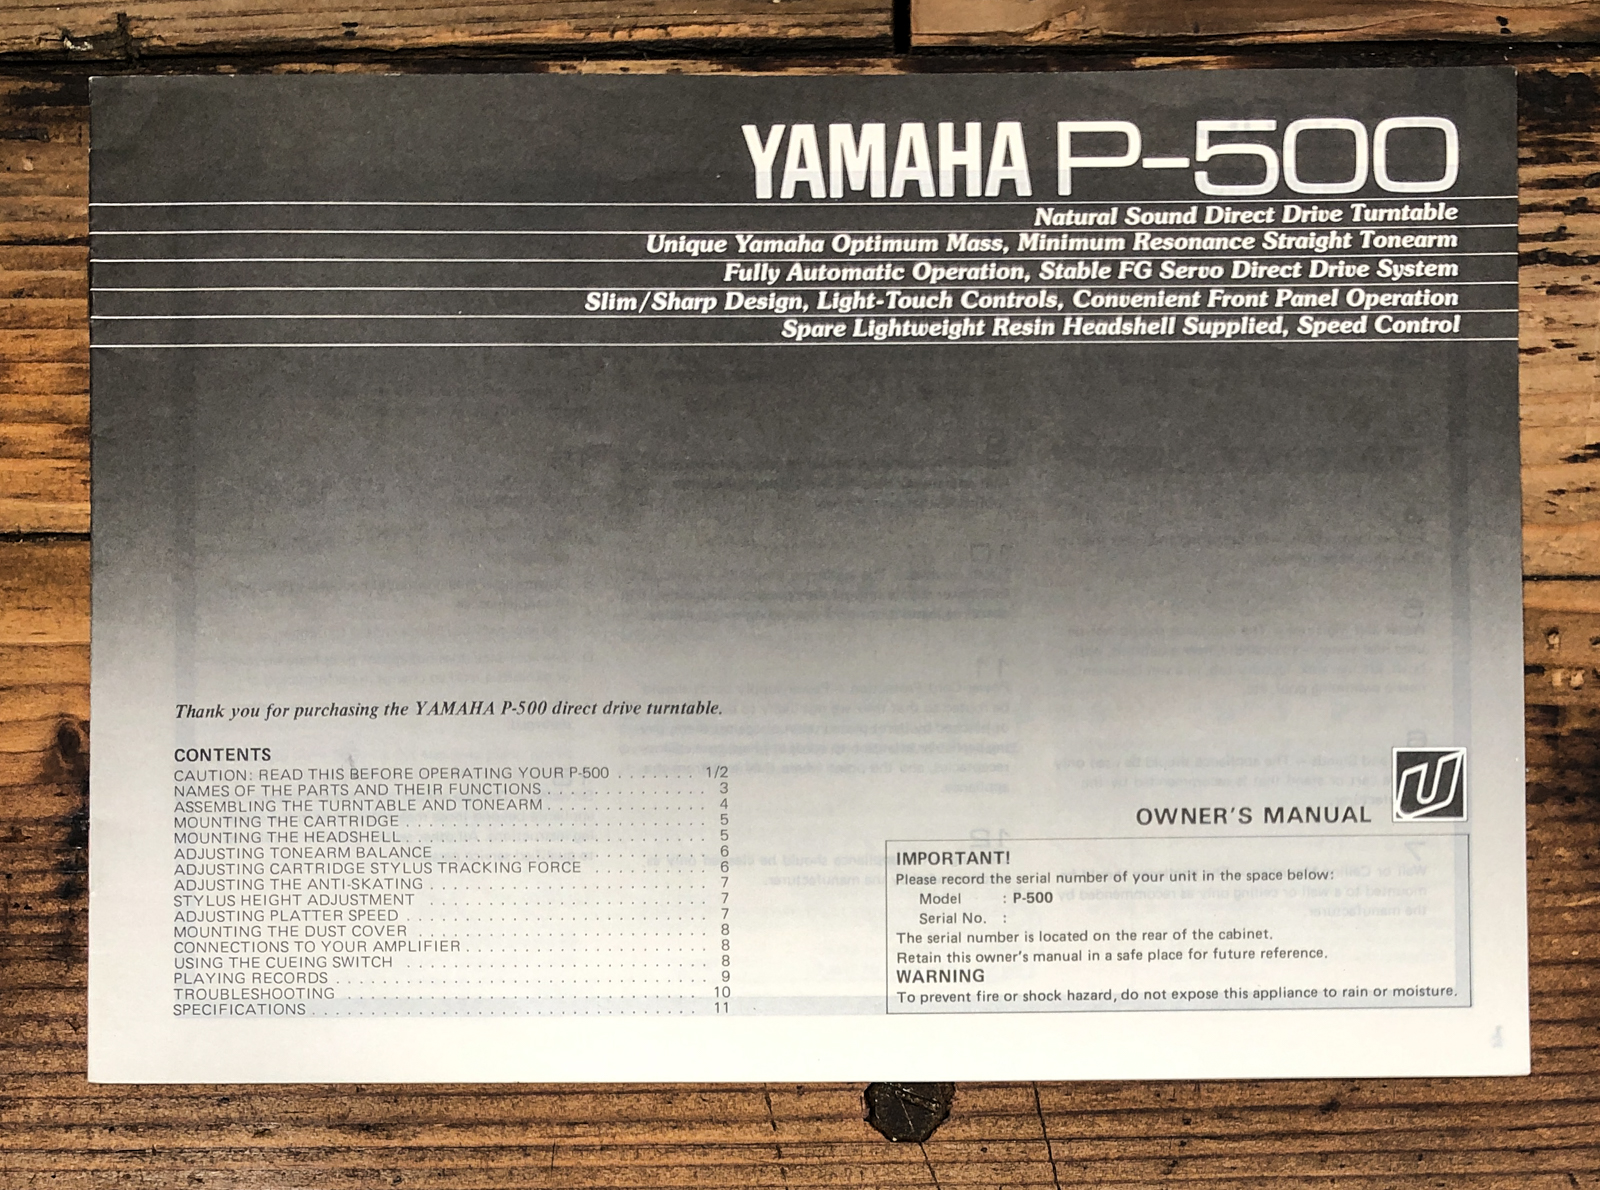 YAMAHA P-500
Natural Sound Direct Drive Turntable
Unique Yamaha Optimum Mass, Minimum Resonance Straight Tonearm
Fully Automatic Operation, Stable FG Servo Direct Drive System
Slim/Sharp Design, Light-Touch Controls, Convenient Front Panel Operation
Spare Lightweight Resin Headshell Supplied, Speed Control
Thank you for purchasing the YAMAHA P-500 direct drive turntable.
CONTENTS
CAUTION: READ THIS BEFORE OPERATING YOUR P-500 . . . . . . . 1/2
NAMES OF THE PARTS AND THEIR FUNCTIONS . . . . . . . . . . . . . 3
ASSEMBLING THE TURNTABLE AND TONEARM . . . . . . . . . . . . . 4
MOUNTING THE CARTRIDGE . . . . . . . . . . . . . . . . . . . . . . . . 5
MOUNTING THE HEADSHELL . . . . . . . . . . . . . . . . . . . . . . . . 5
ADJUSTING TONEARM BALANCE . . . . . . . . . . . . . . . . . . . . . 6
ADJUSTING CARTRIDGE STYLUS TRACKING FORCE . . . . . . . . . . 6
ADJUSTING THE ANTI-SKATING . . . . . . . . . . . . . . . . . . . . . 7
STYLUS HEIGHT ADJUSTMENT . . . . . . . . . . . . . . . . . . . . . . 7
ADJUSTING PLATTER SPEED . . . . . . . . . . . . . . . . . . . . . . . 7
MOUNTING THE DUST COVER . . . . . . . . . . . . . . . . . . . . . . . 8
CONNECTIONS TO YOUR AMPLIFIER . . . . . . . . . . . . . . . . . . . 8
USING THE CUEING SWITCH . . . . . . . . . . . . . . . . . . . . . . . 8
PLAYING RECORDS . . . . . . . . . . . . . . . . . . . . . . . . . . . . 9
TROUBLESHOOTING . . . . . . . . . . . . . . . . . . . . . . . . . . . 10
SPECIFICATIONS . . . . . . . . . . . . . . . . . . . . . . . . . . . . 11
OWNER'S MANUAL
IMPORTANT!
Please record the serial number of your unit in the space below:
Model : P-500
Serial No. :
The serial number is located on the rear of the cabinet.
Retain this owner's manual in a safe place for future reference.
WARNING
To prevent fire or shock hazard, do not expose this appliance to rain or moisture.